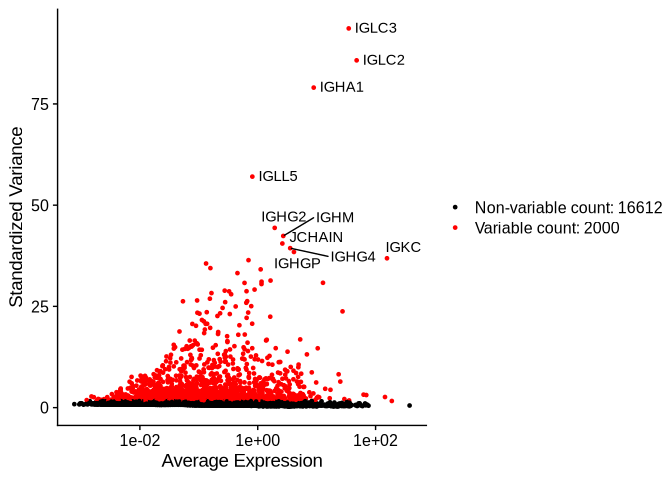 IGLC3
IGLC2
IGHA1
75
IGLL5
50
IGHG2
IGHM
JCHAIN
IGKC
IGHG4
IGHGP
25
0
Standardized Variance
1e-02
1e+00
1e+02
Average Expression
Non-variable count: 16612
Variable count: 2000